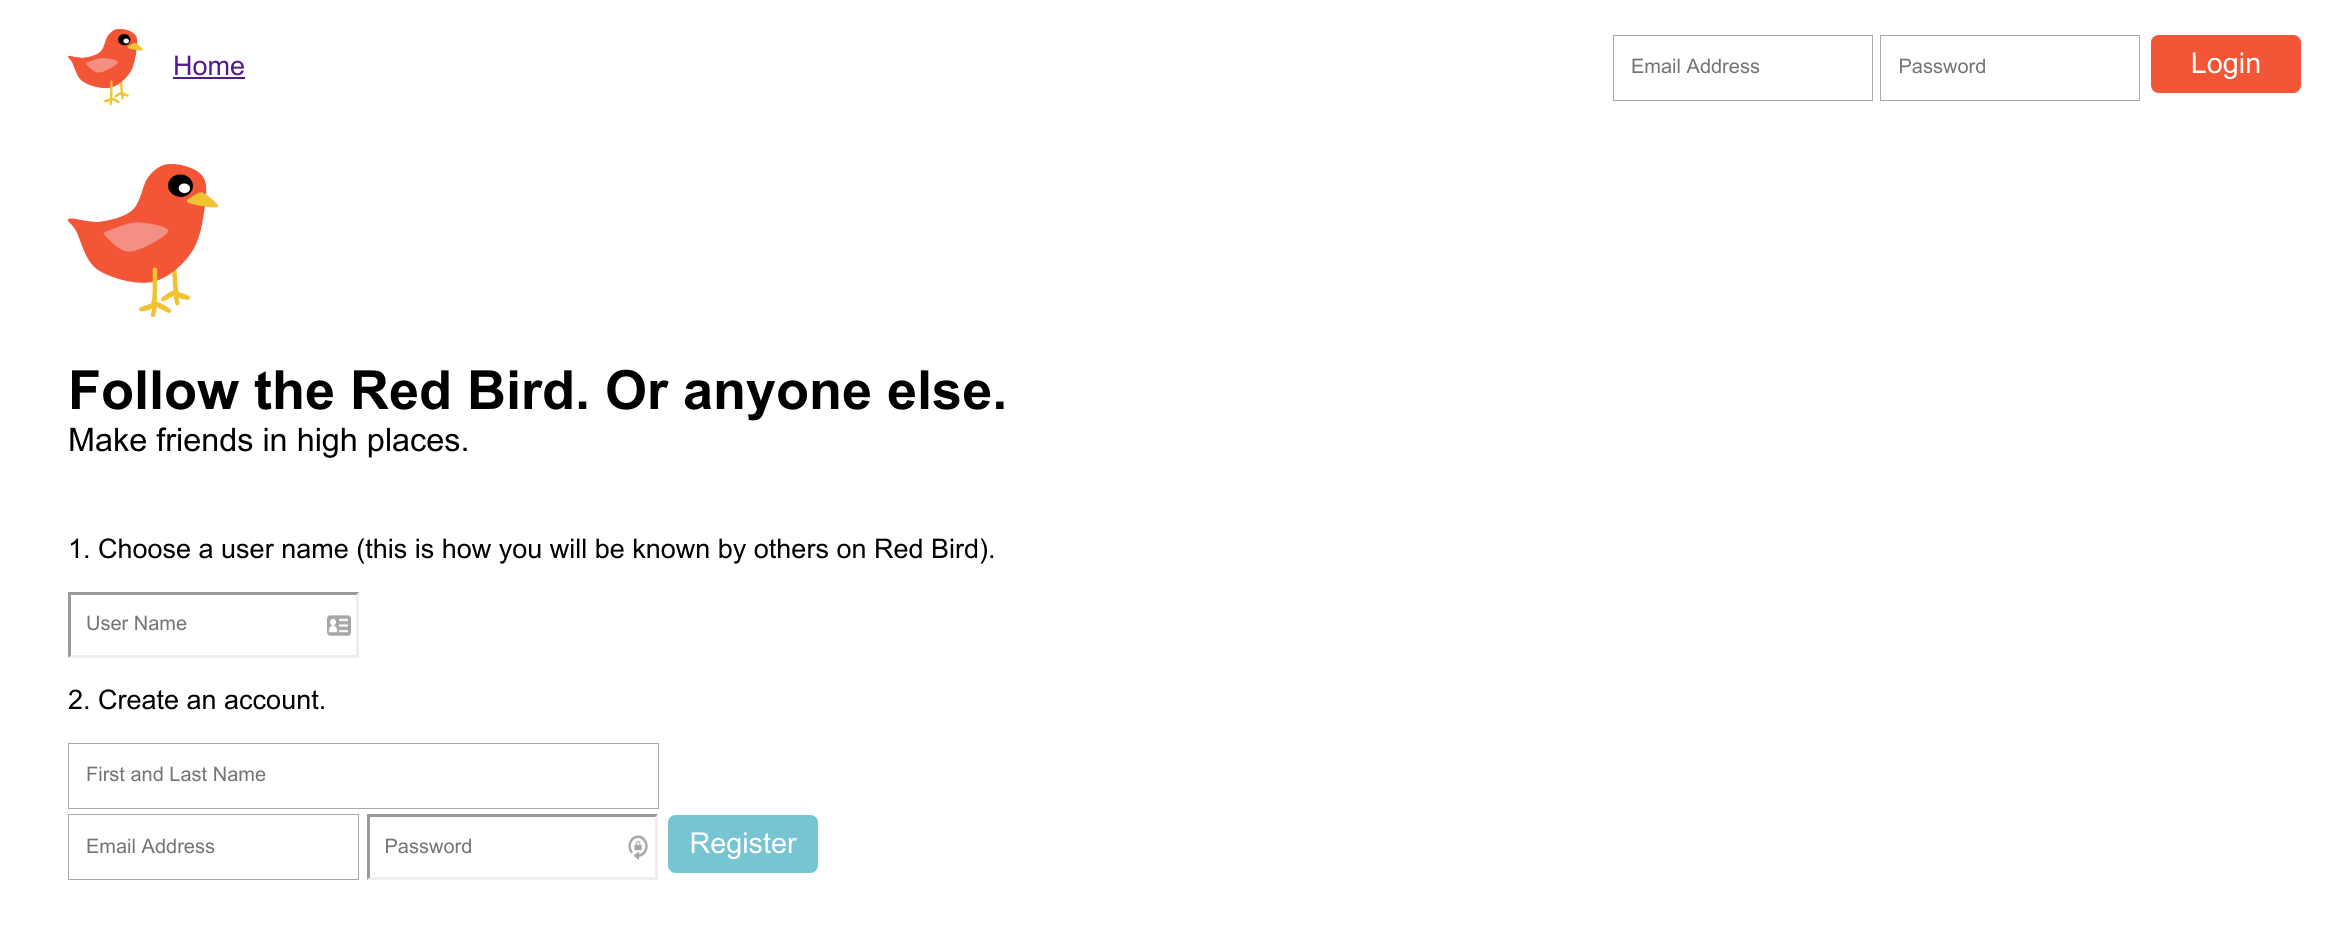 Home
Email Address
Password
Login
Follow the Red Bird. Or anyone else.
Make friends in high places.
1. Choose a user name (this is how you will be known by others on Red Bird).
User Name
2. Create an account.
First and Last Name
Email Address
Password
Register